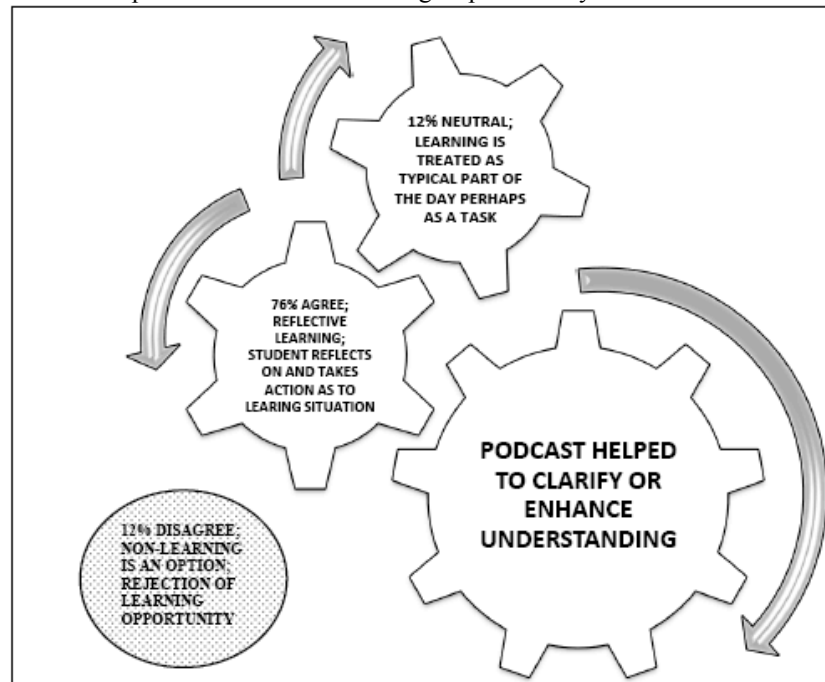 12% NEUTRAL;
LEARNING IS
TREATED AS
TYPICAL PART OF
THE DAY PERHAPS
AS A TASK
76% AGREE;
REFLECTIVE
LEARNING;
STUDENT REFLECTS
ON AND TAKES
ACTION AS TO
LEARING SITUATION
PODCAST HELPED
TO CLARIFY OR
ENHANCE
UNDERSTANDING
12% DISAGREE;
NON-LEARNING
IS AN OPTION;
REJECTION OF
LEARNING
OPPORTUNITY